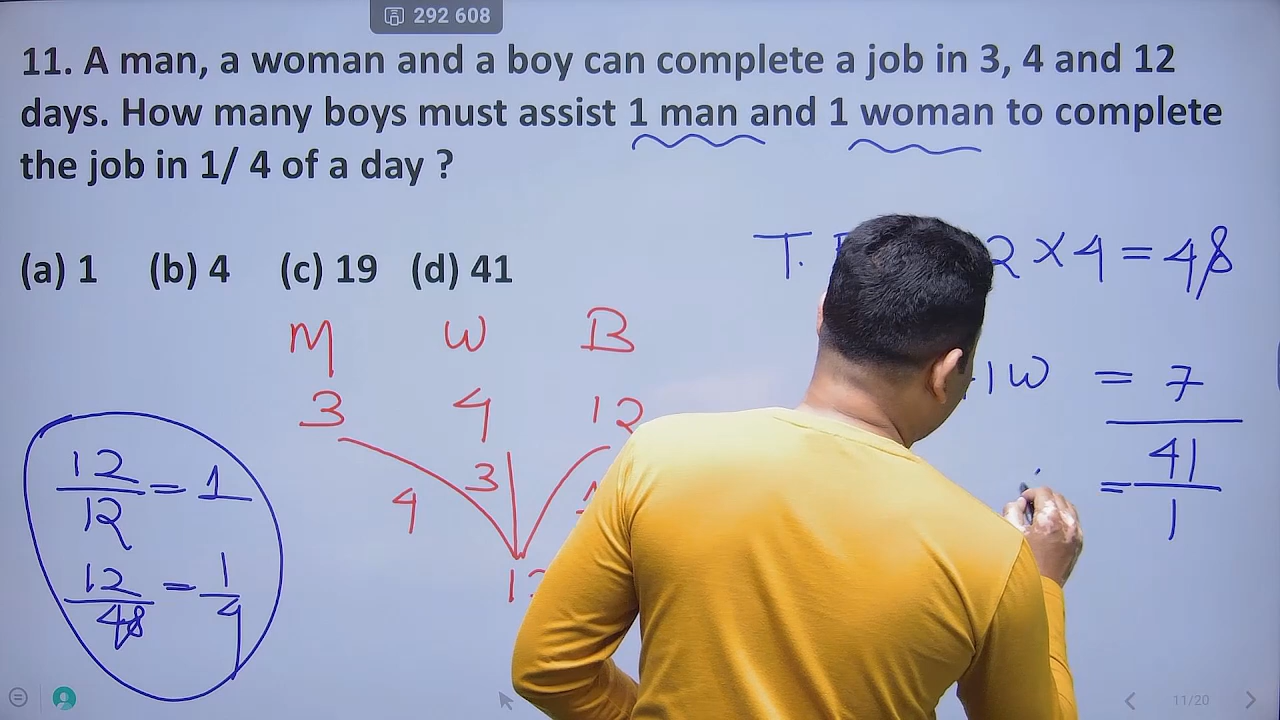 292 608
11. A man, a woman and a boy can complete a job in 3, 4 and 12
days. How many boys must assist 1 man and 1 woman to complete
the job in 1/ 4 of a day ?
(a) 1 (b) 4 (c) 19 (d) 41
T. 2 × 4 = 48
M W B
3 4 12
1W = 7
4 3
41
= 1
12
12/12 = 1
12/48 = 1/4
11/20